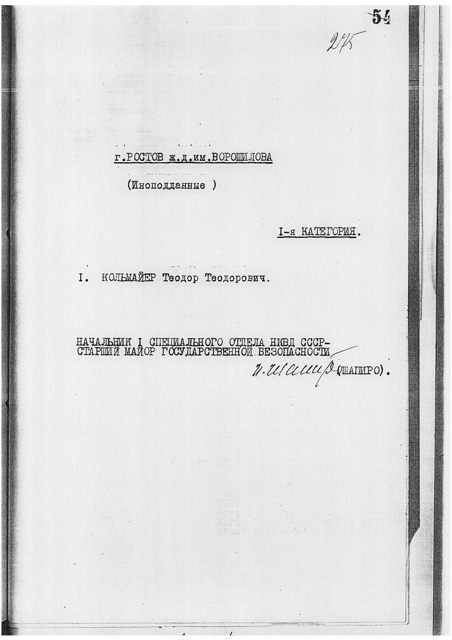 54
275
г.РОСТОВ ж.д.им.ВОРОШИЛОВА
(Иноподданные )
I-я КАТЕГОРИЯ.
I. КОЛЬМАЙЕР Теодор Теодорович.
НАЧАЛЬНИК I СПЕЦИАЛЬНОГО ОТДЕЛА НКВД СССР-
СТАРШИЙ МАЙОР ГОСУДАРСТВЕННОЙ БЕЗОПАСНОСТИ
И.Шапиро (ШАПИРО).